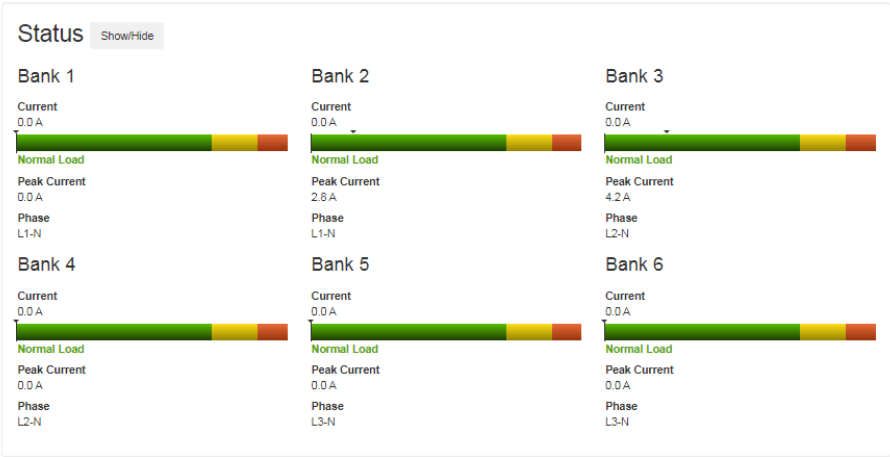 Status Show/Hide
Bank 1
Current
0.0 A
Normal Load
Peak Current
0.0 A
Phase
L1-N
Bank 2
Current
0.0 A
Normal Load
Peak Current
2.8 A
Phase
L1-N
Bank 3
Current
0.0 A
Normal Load
Peak Current
4.2 A
Phase
L2-N
Bank 4
Current
0.0 A
Normal Load
Peak Current
0.0 A
Phase
L2-N
Bank 5
Current
0.0 A
Normal Load
Peak Current
0.0 A
Phase
L3-N
Bank 6
Current
0.0 A
Normal Load
Peak Current
0.0 A
Phase
L3-N